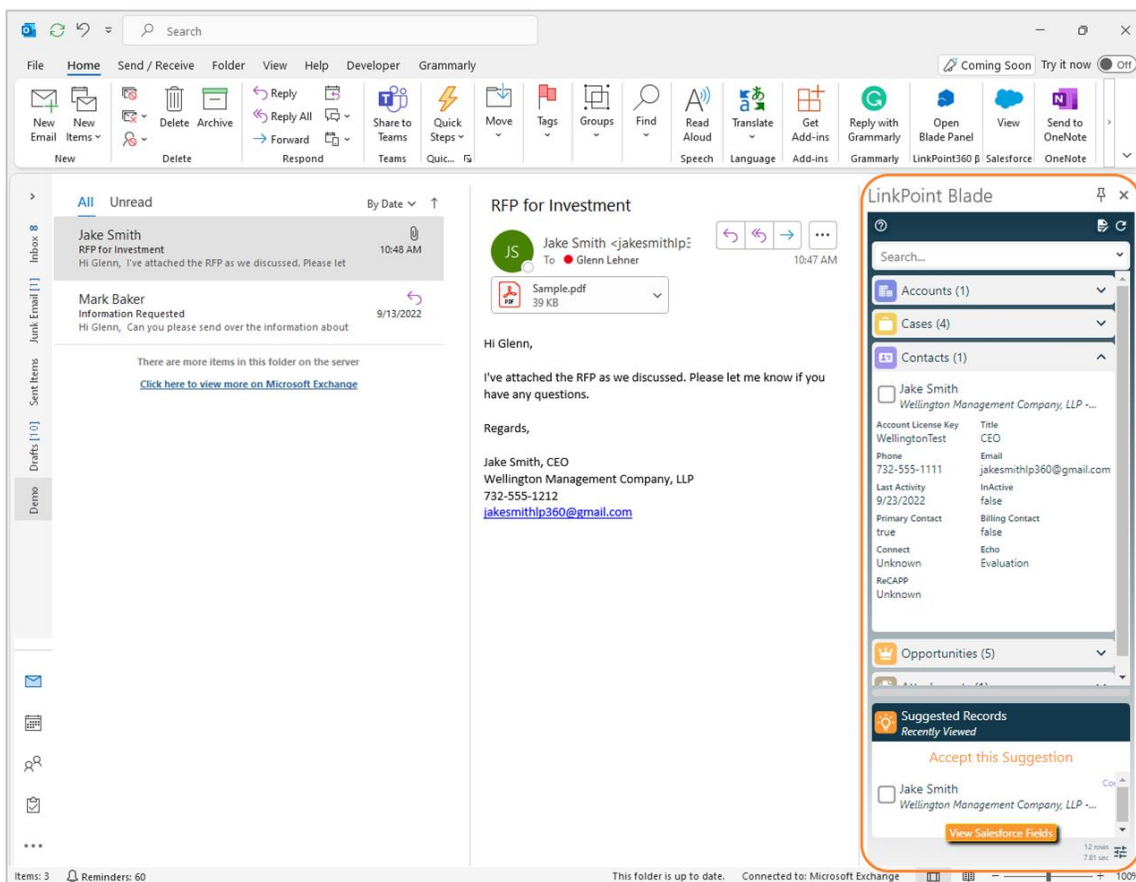 Search
File Home Send / Receive Folder View Help Developer Grammarly Coming Soon Try it now Off
New Email
New Items
Delete Archive
Reply
Reply All
Forward
Share to Teams
Quick Steps
Move
Tags
Groups
Find
Read Aloud
Translate
Get Add-ins
Reply with Grammarly
Open Blade Panel
View
Send to OneNote
New Delete Respond Teams Quic... Speech Language Add-ins Grammarly LinkPoint360 β Salesforce OneNote
Inbox 8
Junk Email [1]
Sent Items
Drafts [10]
Demo
All Unread By Date
Jake Smith
RFP for Investment 10:48 AM
Hi Glenn, I've attached the RFP as we discussed. Please let
Mark Baker
Information Requested 9/13/2022
Hi Glenn, Can you please send over the information about
There are more items in this folder on the server
Click here to view more on Microsoft Exchange
RFP for Investment
JS
Jake Smith <jakesmithlp3
To Glenn Lehner 10:47 AM
PDF
Sample.pdf
39 KB
Hi Glenn,
I've attached the RFP as we discussed. Please let me know if you
have any questions.
Regards,
Jake Smith, CEO
Wellington Management Company, LLP
732-555-1212
jakesmithlp360@gmail.com
LinkPoint Blade
Search...
Accounts (1)
Cases (4)
Contacts (1)
Jake Smith
Wellington Management Company, LLP -...
Account License Key Title
WellingtonTest CEO
Phone Email
732-555-1111 jakesmithlp360@gmail.com
Last Activity InActive
9/23/2022 false
Primary Contact Billing Contact
true false
Connect Echo
Unknown Evaluation
ReCAPP
Unknown
Opportunities (5)
Suggested Records
Recently Viewed
Accept this Suggestion
Jake Smith
Wellington Management Company, LLP -...
View Salesforce Fields
12 rows
7.81 sec
Items: 3 Reminders: 60 This folder is up to date. Connected to: Microsoft Exchange 100%